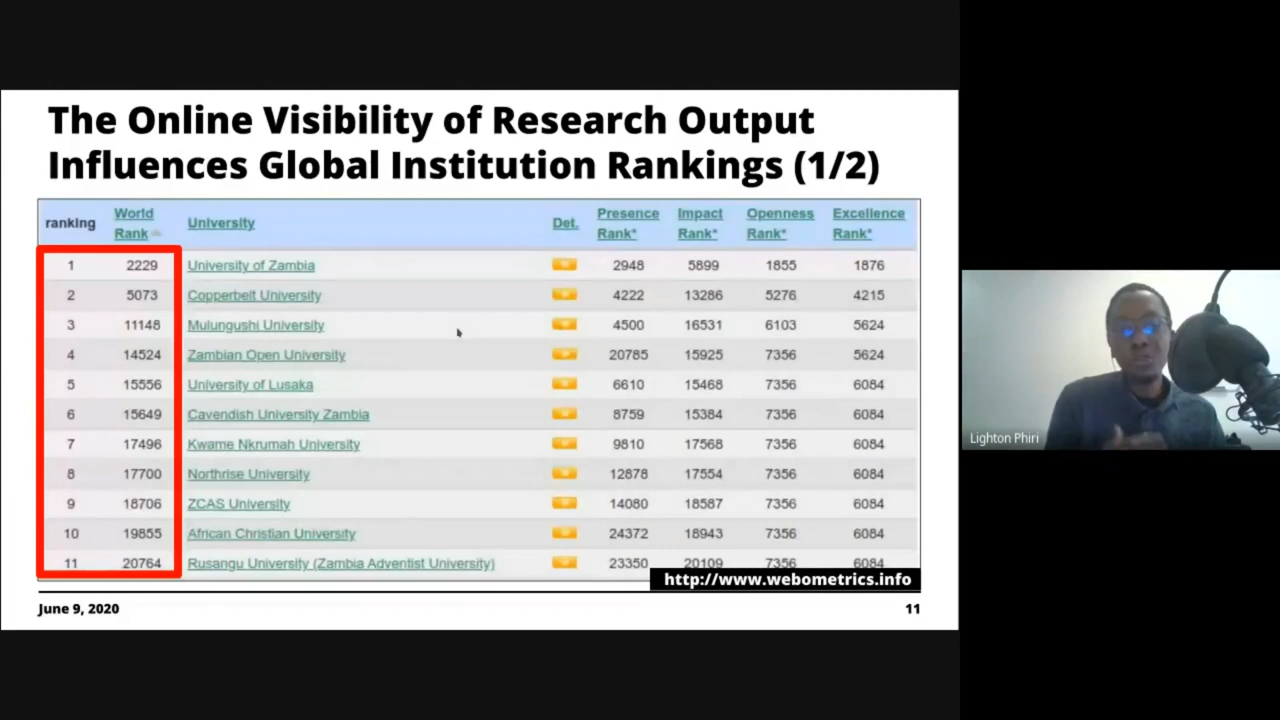 The Online Visibility of Research Output
Influences Global Institution Rankings (1/2)
ranking World Rank University Det. Presence Rank* Impact Rank* Openness Rank* Excellence Rank*
1 2229 University of Zambia 2948 5899 1855 1876
2 5073 Copperbelt University 4222 13286 5276 4215
3 11148 Mulungushi University 4500 16531 6103 5624
4 14524 Zambian Open University 20785 15925 7356 5624
5 15556 University of Lusaka 6610 15468 7356 6084
6 15649 Cavendish University Zambia 8759 15384 7356 6084
7 17496 Kwame Nkrumah University 9810 17568 7356 6084
8 17700 Northrise University 12878 17554 7356 6084
9 18706 ZCAS University 14080 18587 7356 6084
10 19855 African Christian University 24372 18943 7356 6084
11 20764 Rusangu University (Zambia Adventist University) 23350 20109 7356 6084
http://www.webometrics.info
June 9, 2020 11
Lighton Phiri